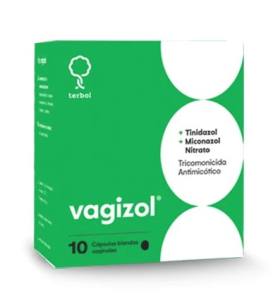 terbol
+ Tinidazol
+ Miconazol
Nitrato
Tricomonicida
Antimicótico
vagizol®
10 Cápsulas blandas
vaginales